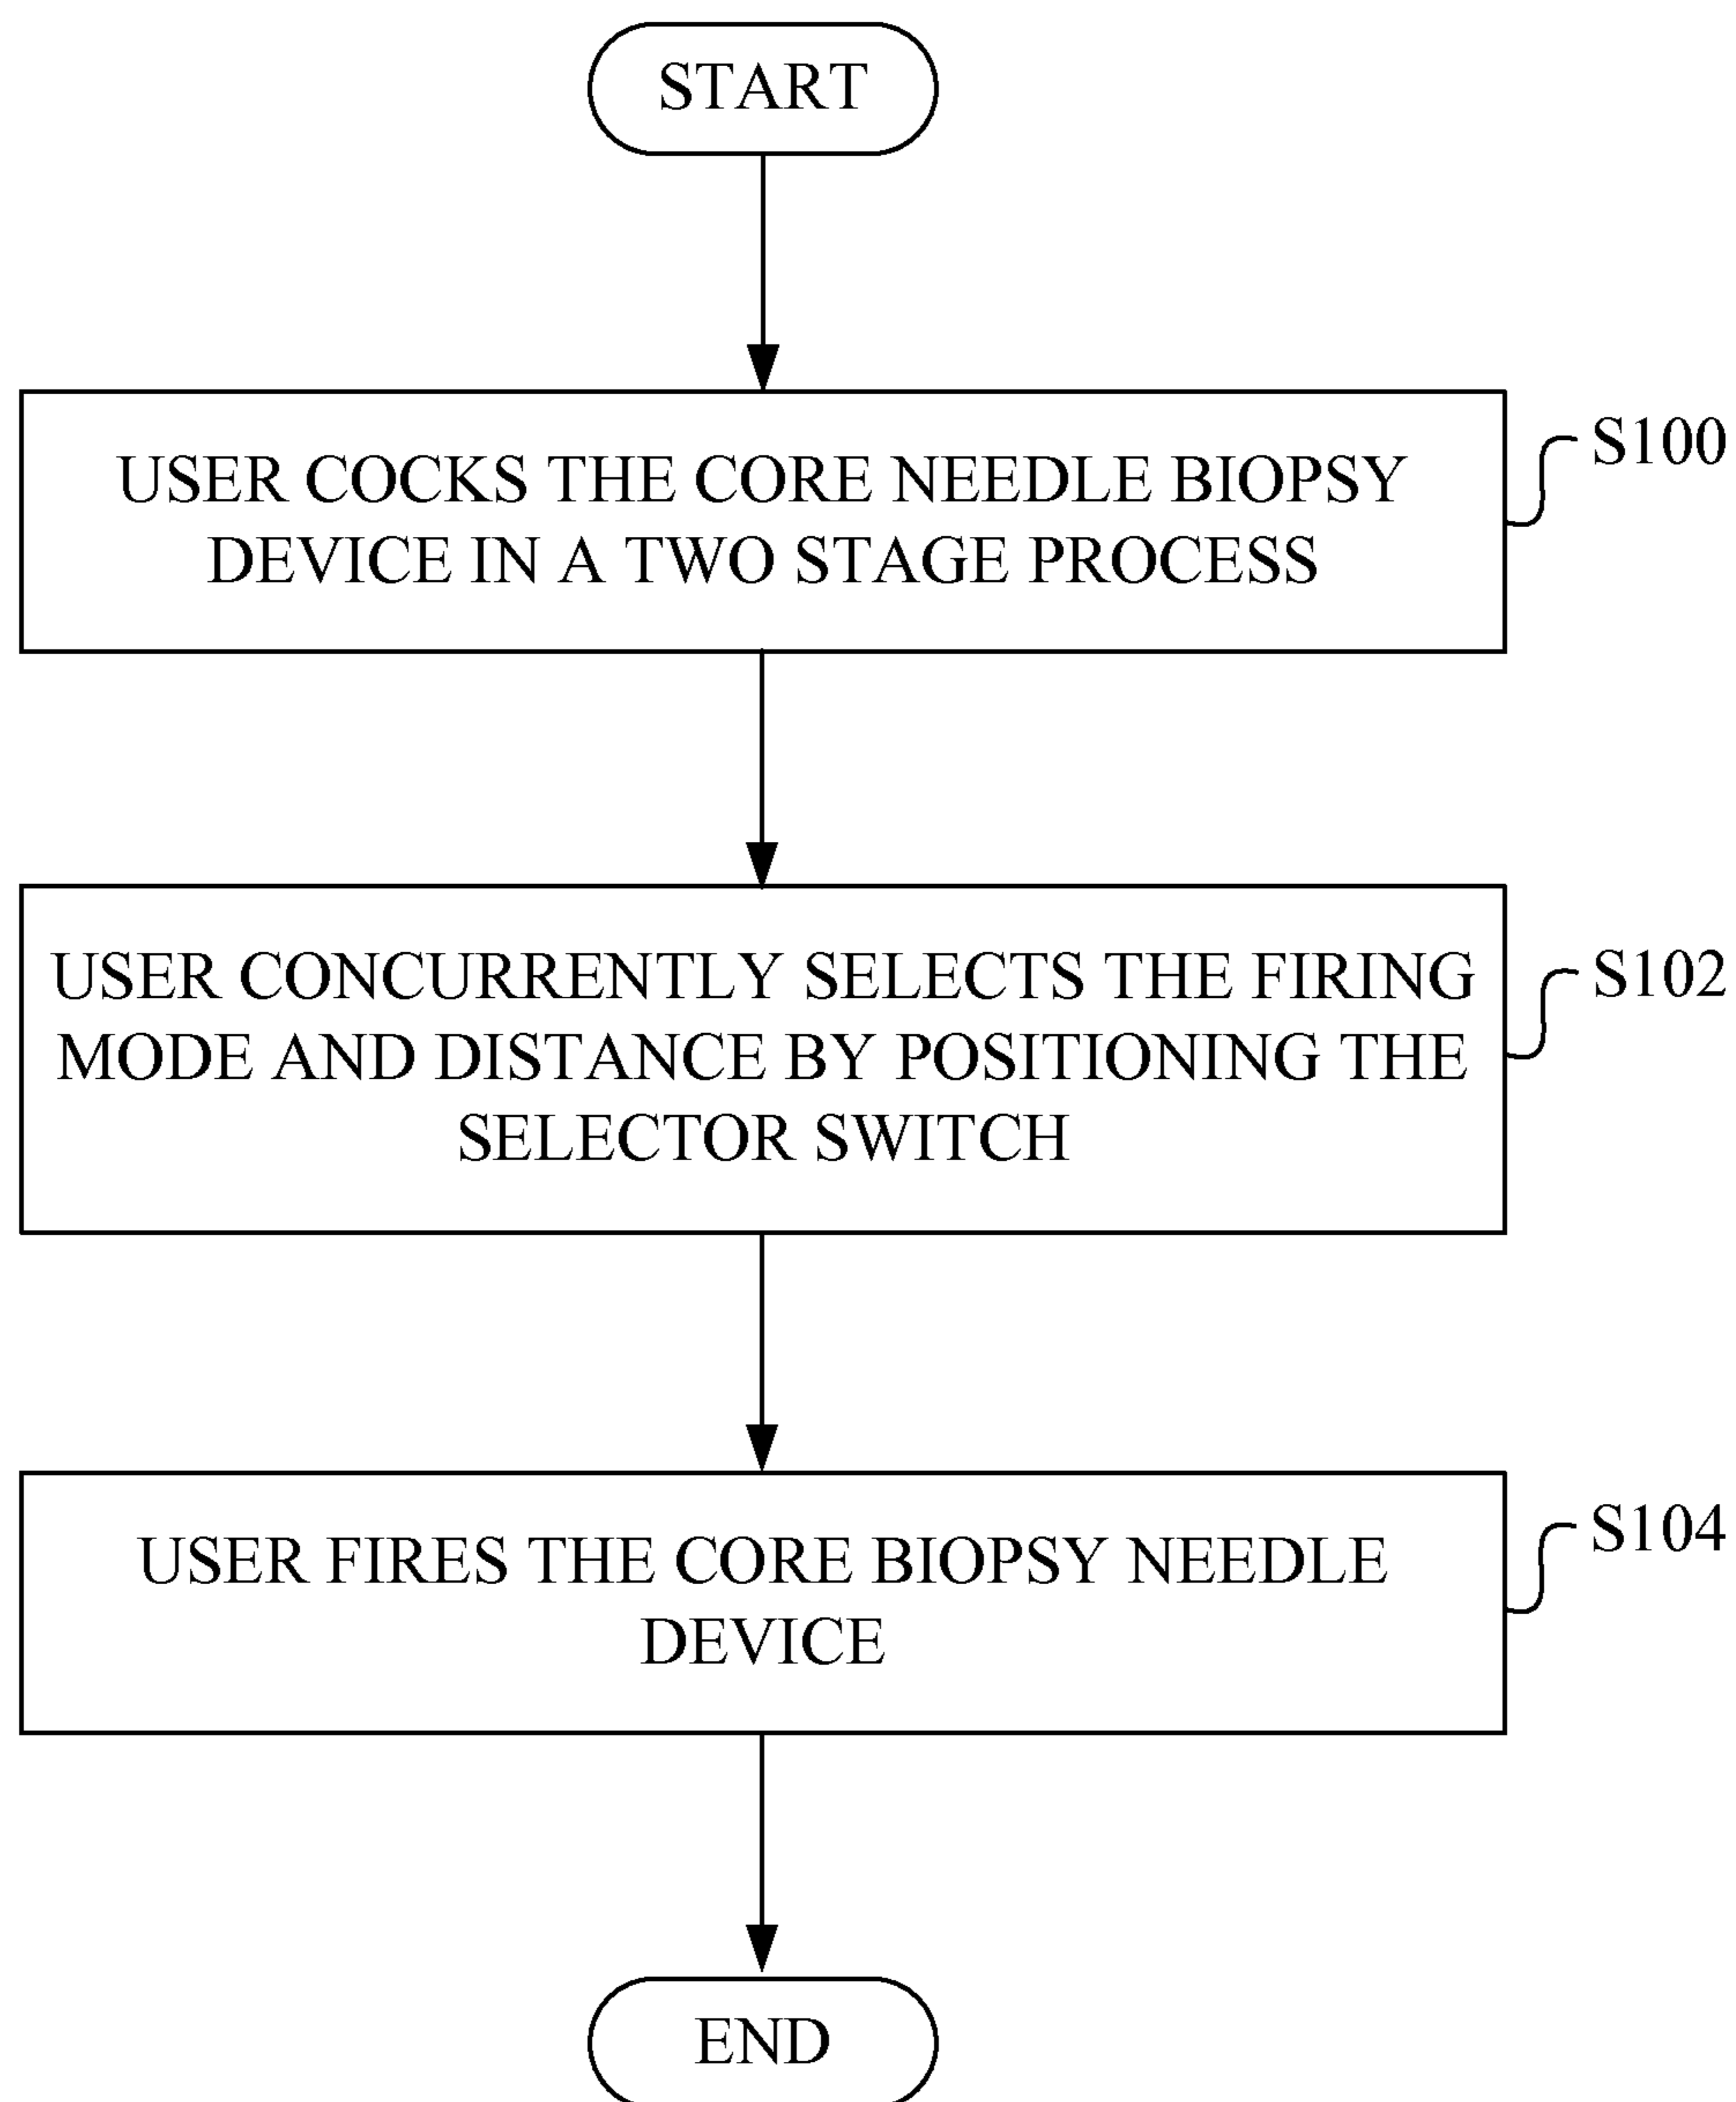 START
USER COCKS THE CORE NEEDLE BIOPSY
DEVICE IN A TWO STAGE PROCESS
S100
USER CONCURRENTLY SELECTS THE FIRING
MODE AND DISTANCE BY POSITIONING THE
SELECTOR SWITCH
S102
USER FIRES THE CORE BIOPSY NEEDLE
DEVICE
S104
END